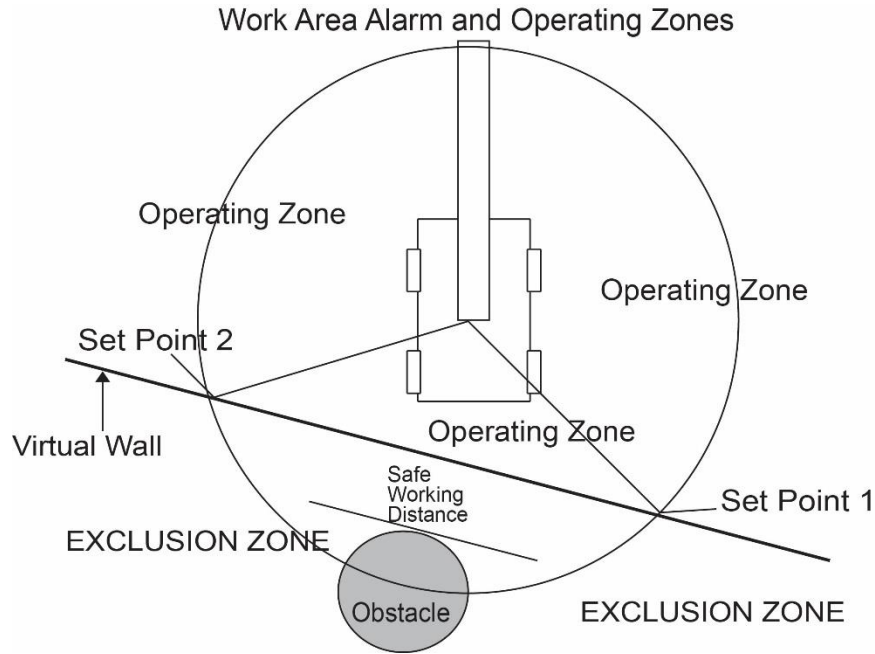 Work Area Alarm and Operating Zones
Operating Zone
Operating Zone
Set Point 2
Virtual Wall
Operating Zone
Safe
Working
Distance
Set Point 1
EXCLUSION ZONE
Obstacle
EXCLUSION ZONE